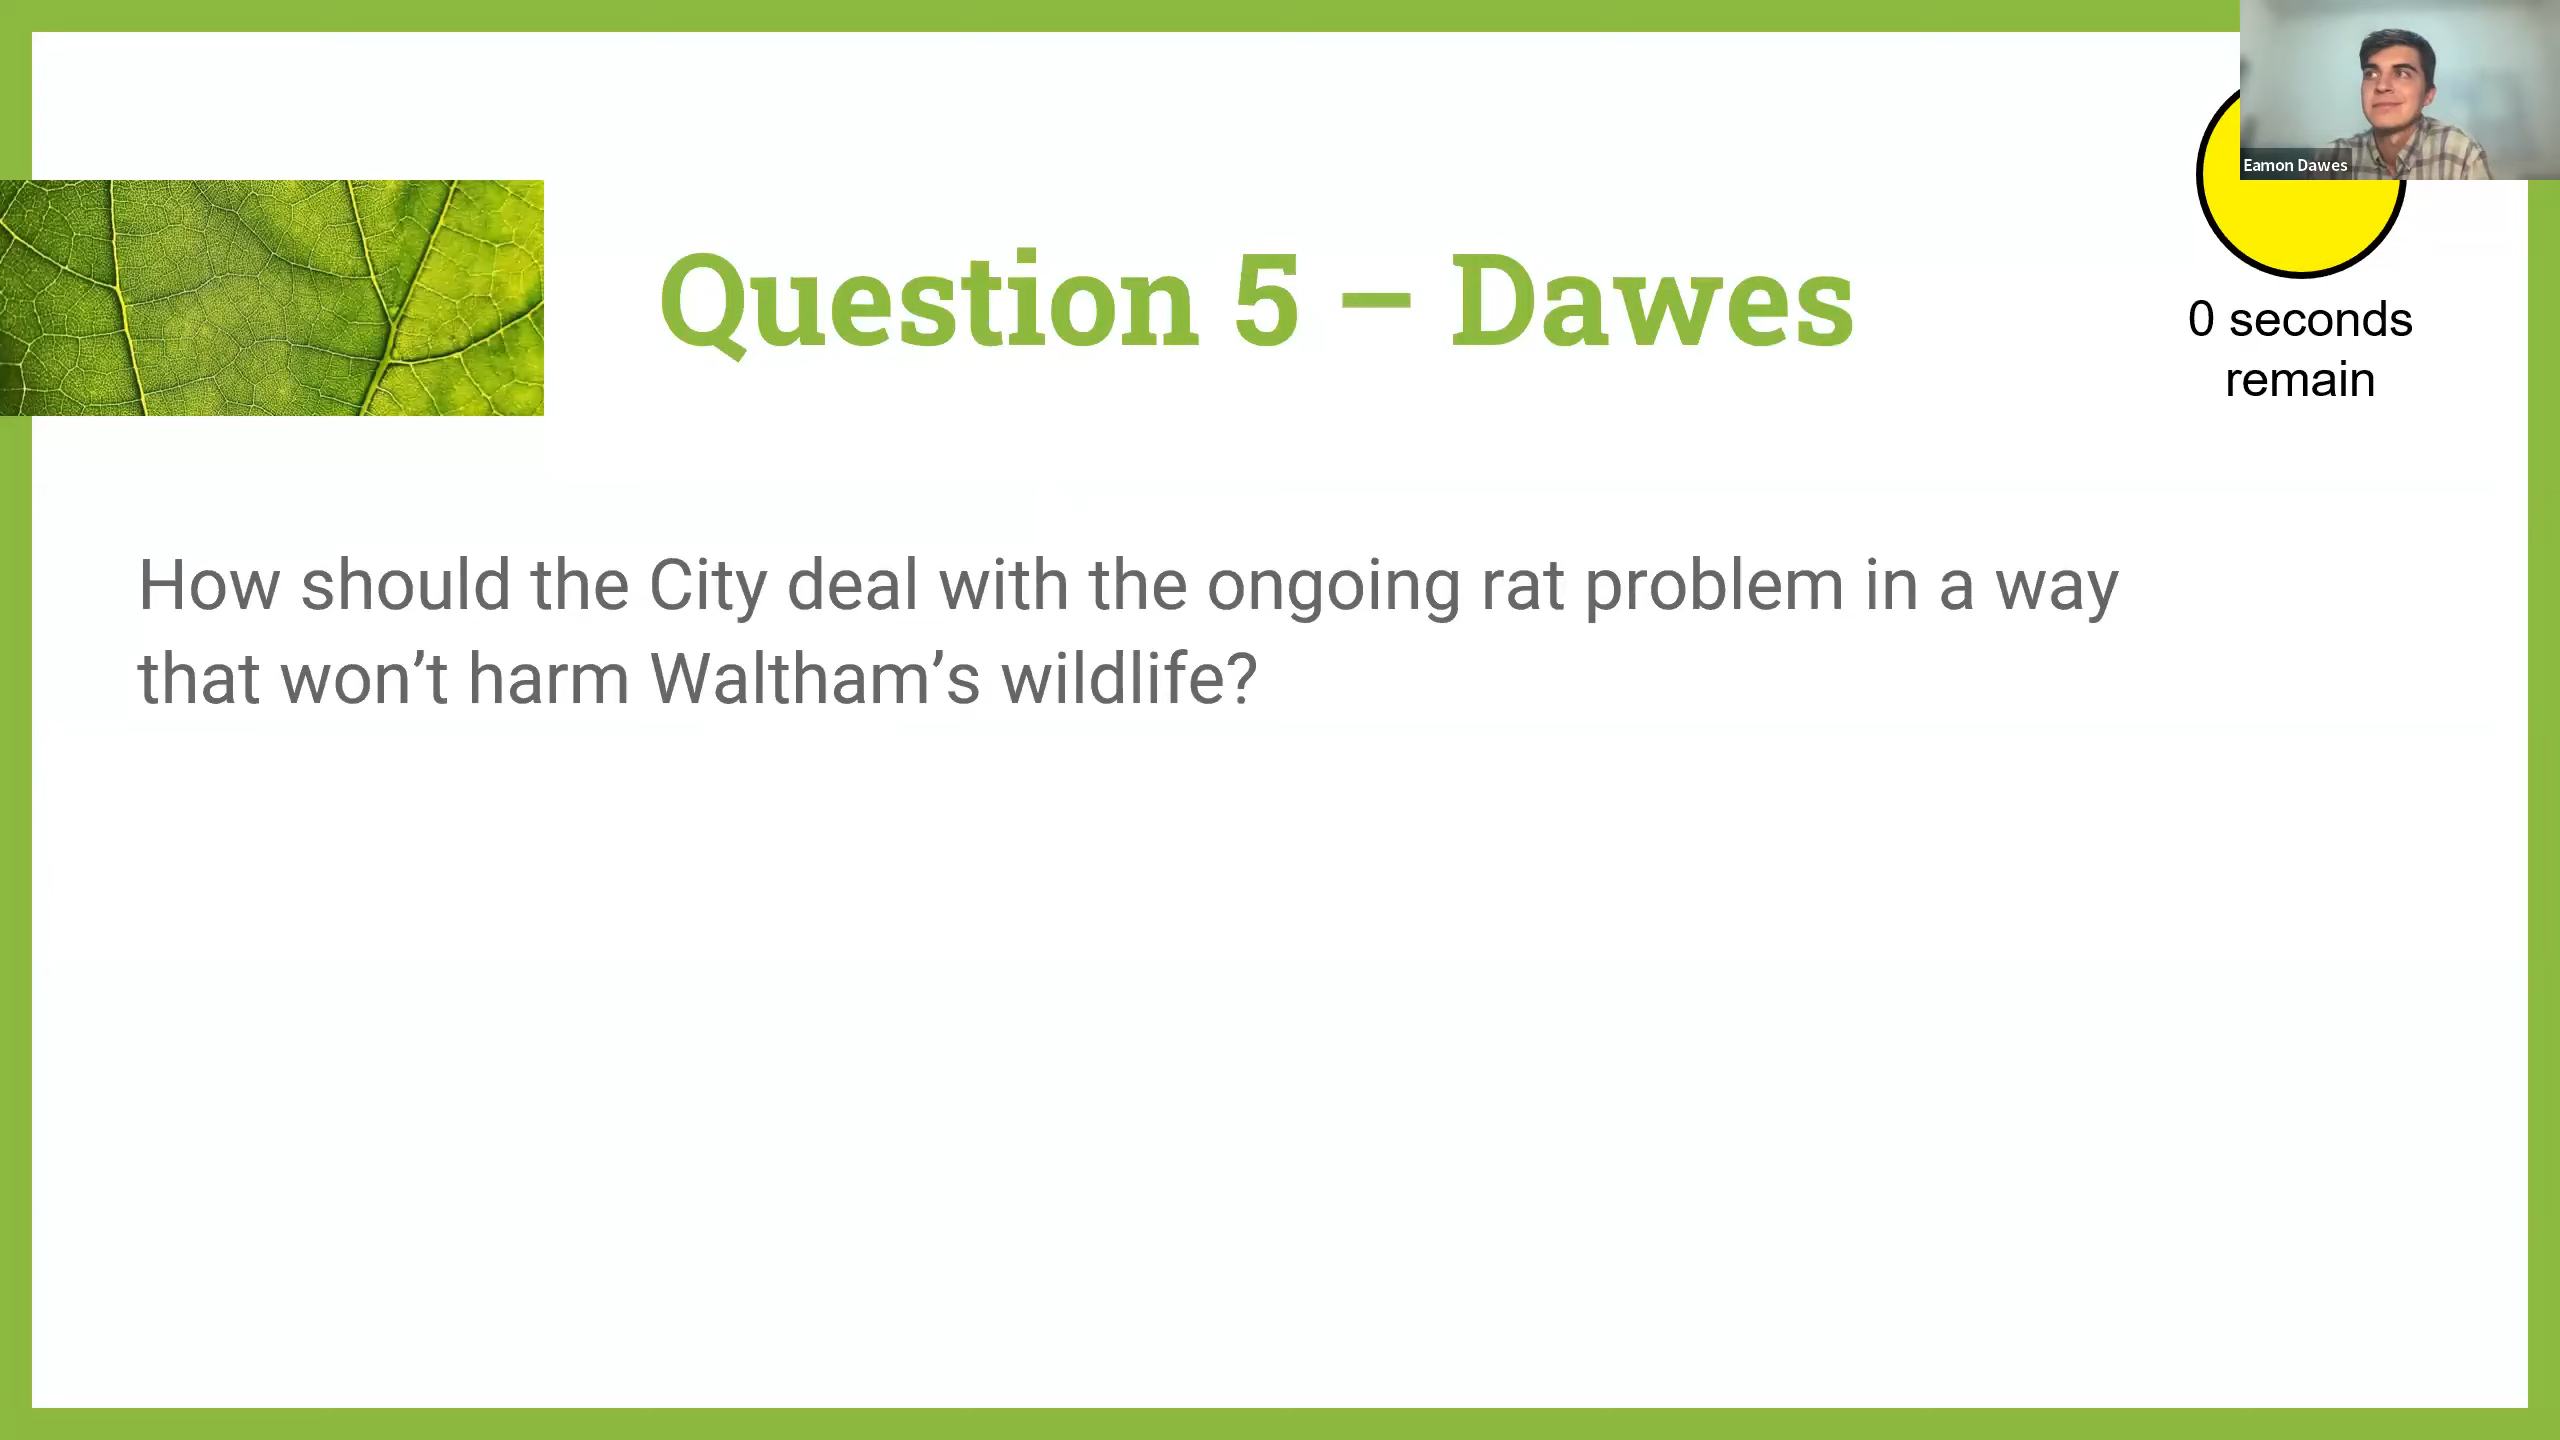 Eamon Dawes
Question 5 – Dawes
0 seconds
remain
How should the City deal with the ongoing rat problem in a way
that won’t harm Waltham’s wildlife?